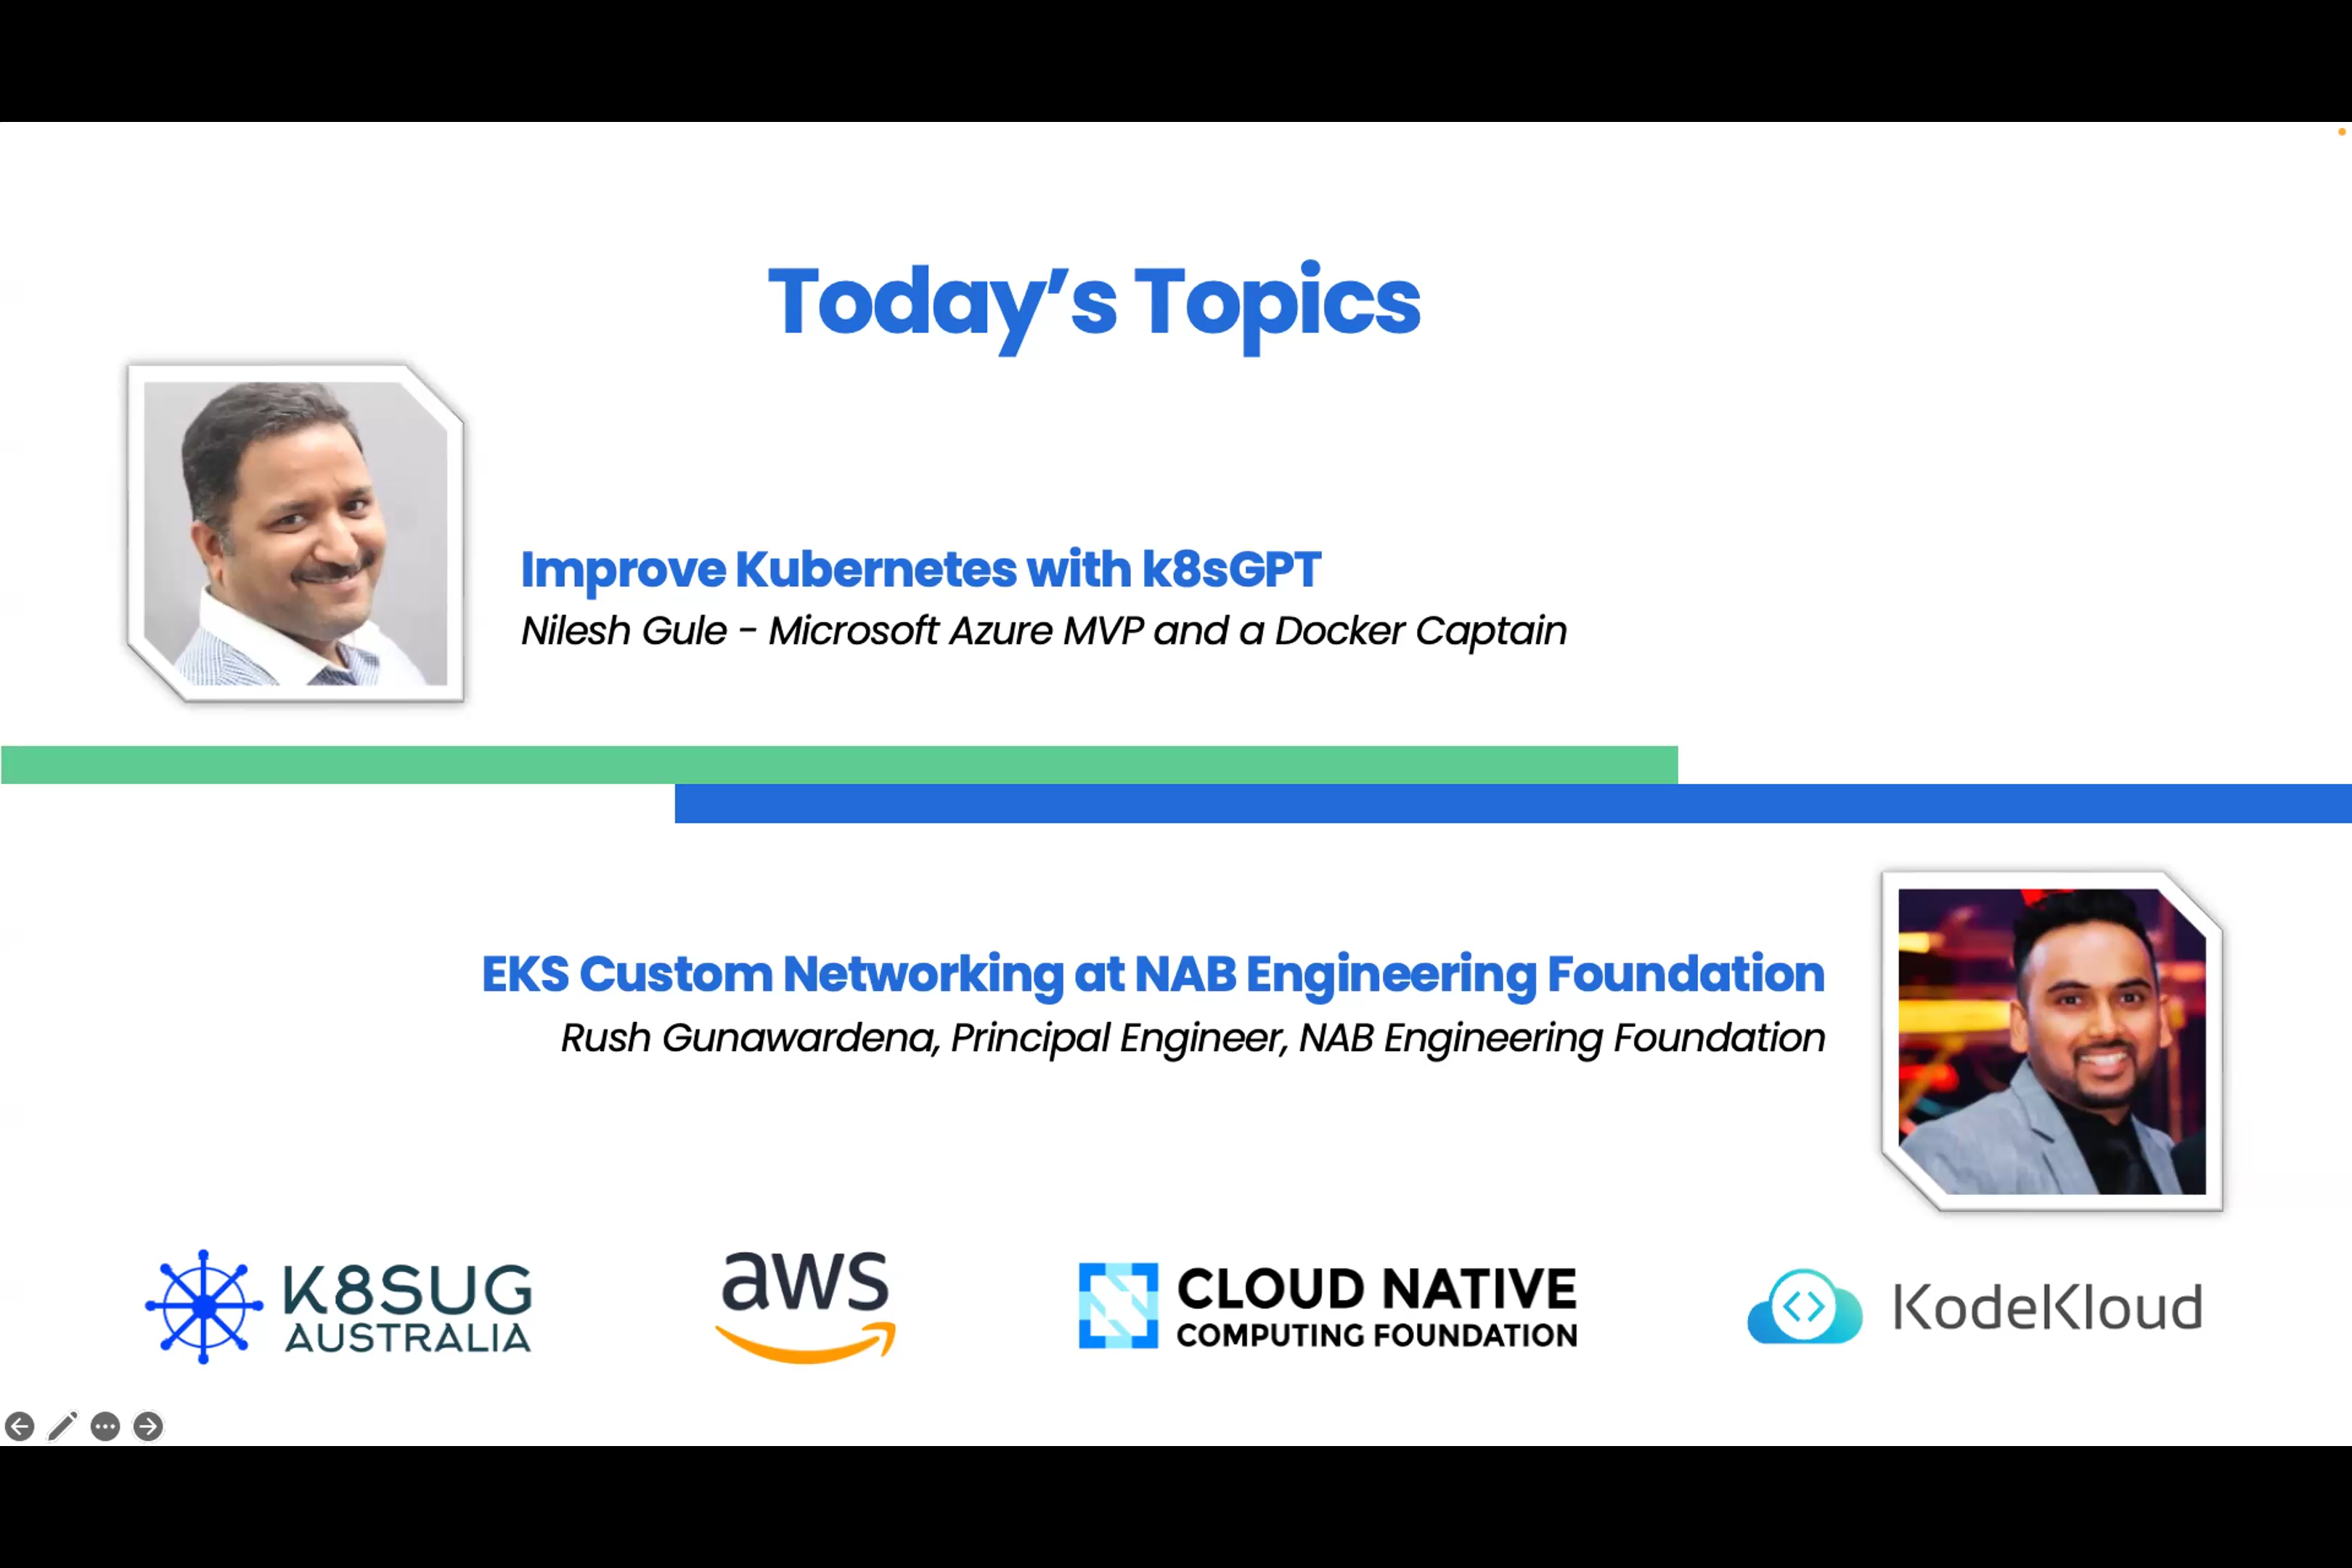 Today’s Topics
Improve Kubernetes with k8sGPT
Nilesh Gule - Microsoft Azure MVP and a Docker Captain
EKS Custom Networking at NAB Engineering Foundation
Rush Gunawardena, Principal Engineer, NAB Engineering Foundation
K8SUG
AUSTRALIA
aws
CLOUD NATIVE
COMPUTING FOUNDATION
KodeKloud